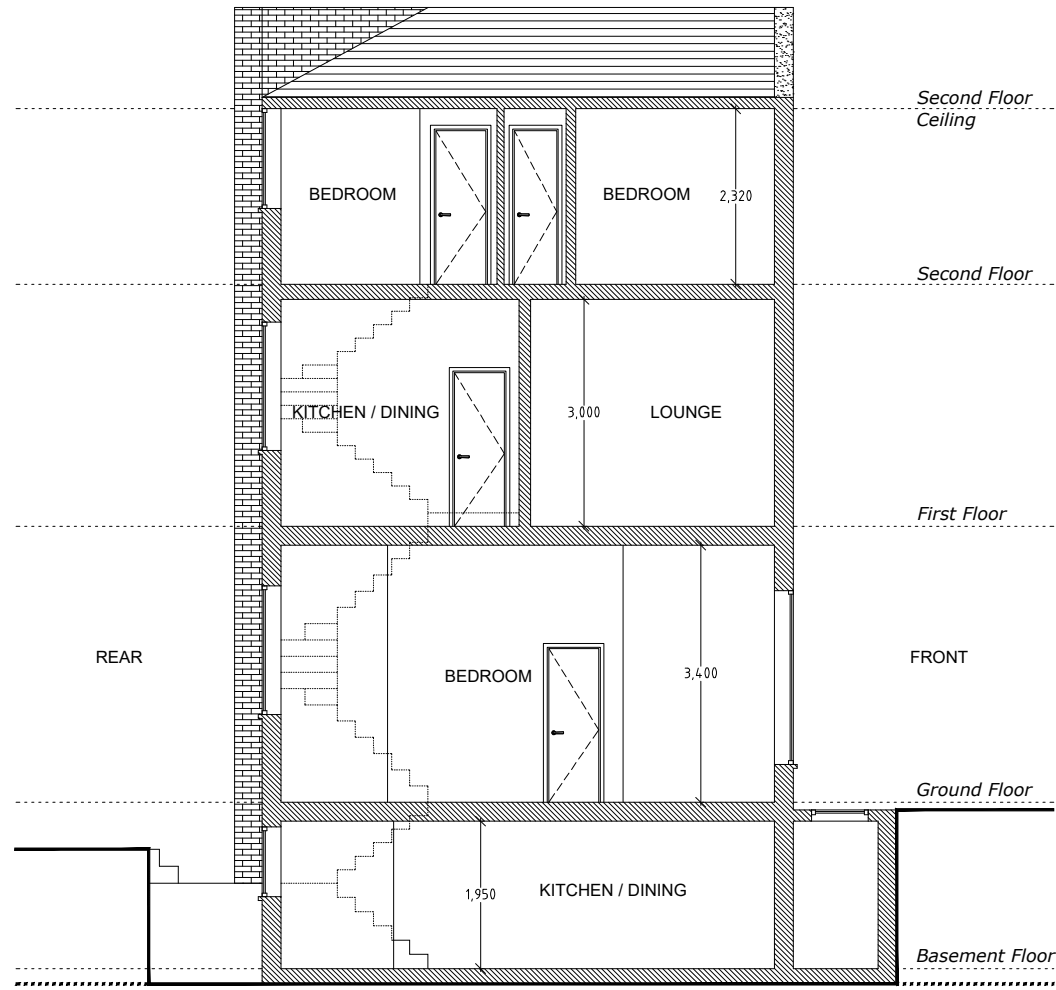 Second Floor
Ceiling
BEDROOM
BEDROOM
2,320
Second Floor
KITCHEN / DINING
3,000
LOUNGE
First Floor
REAR
BEDROOM
3,400
FRONT
Ground Floor
1,950
KITCHEN / DINING
Basement Floor